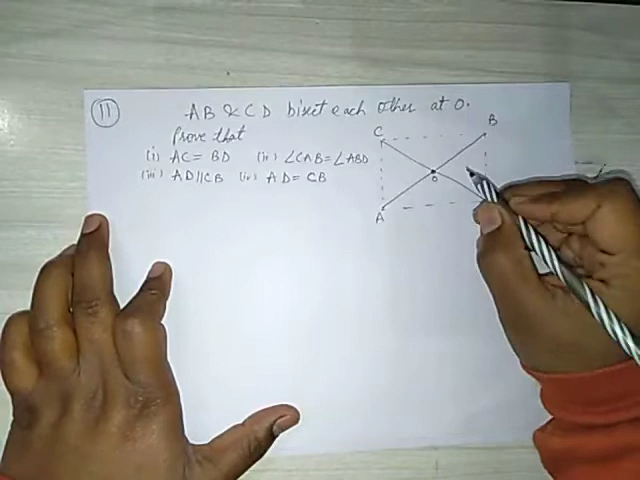 11 AB & CD bisect each other at O.
Prove that
(i) AC = BD (ii) ∠CAB = ∠ABD
(iii) AD||CB (iv) AD = CB
C
B
O
A